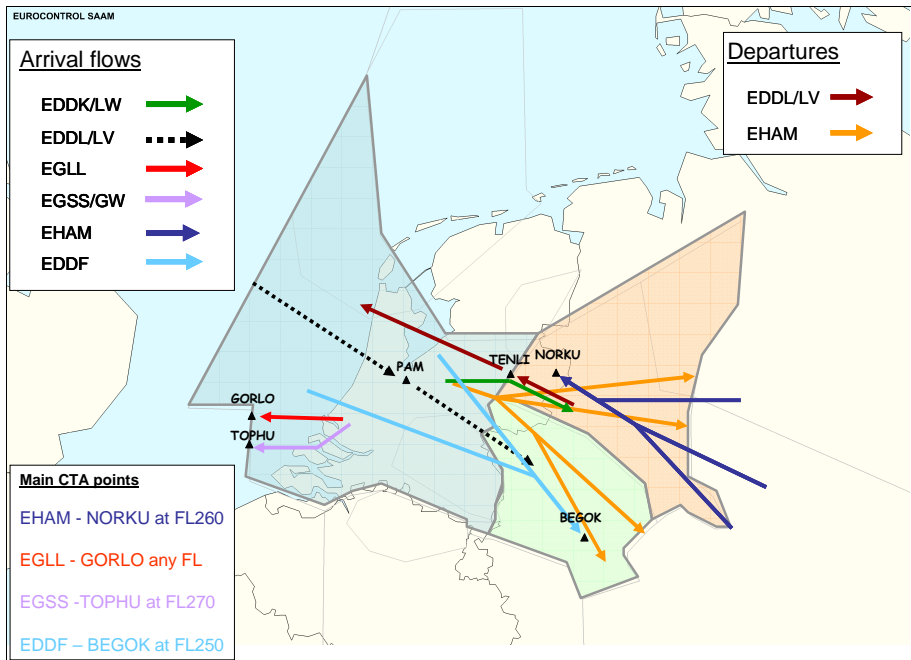 EUROCONTROL SAAM
Arrival flows
EDDK/LW
EDDL/LV
EGLL
EGSS/GW
EHAM
EDDF
Departures
EDDL/LV
EHAM
TENLI
NORKU
PAM
GORLO
TOPHU
BEGOK
Main CTA points
EHAM - NORKU at FL260
EGLL - GORLO any FL
EGSS -TOPHU at FL270
EDDF – BEGOK at FL250